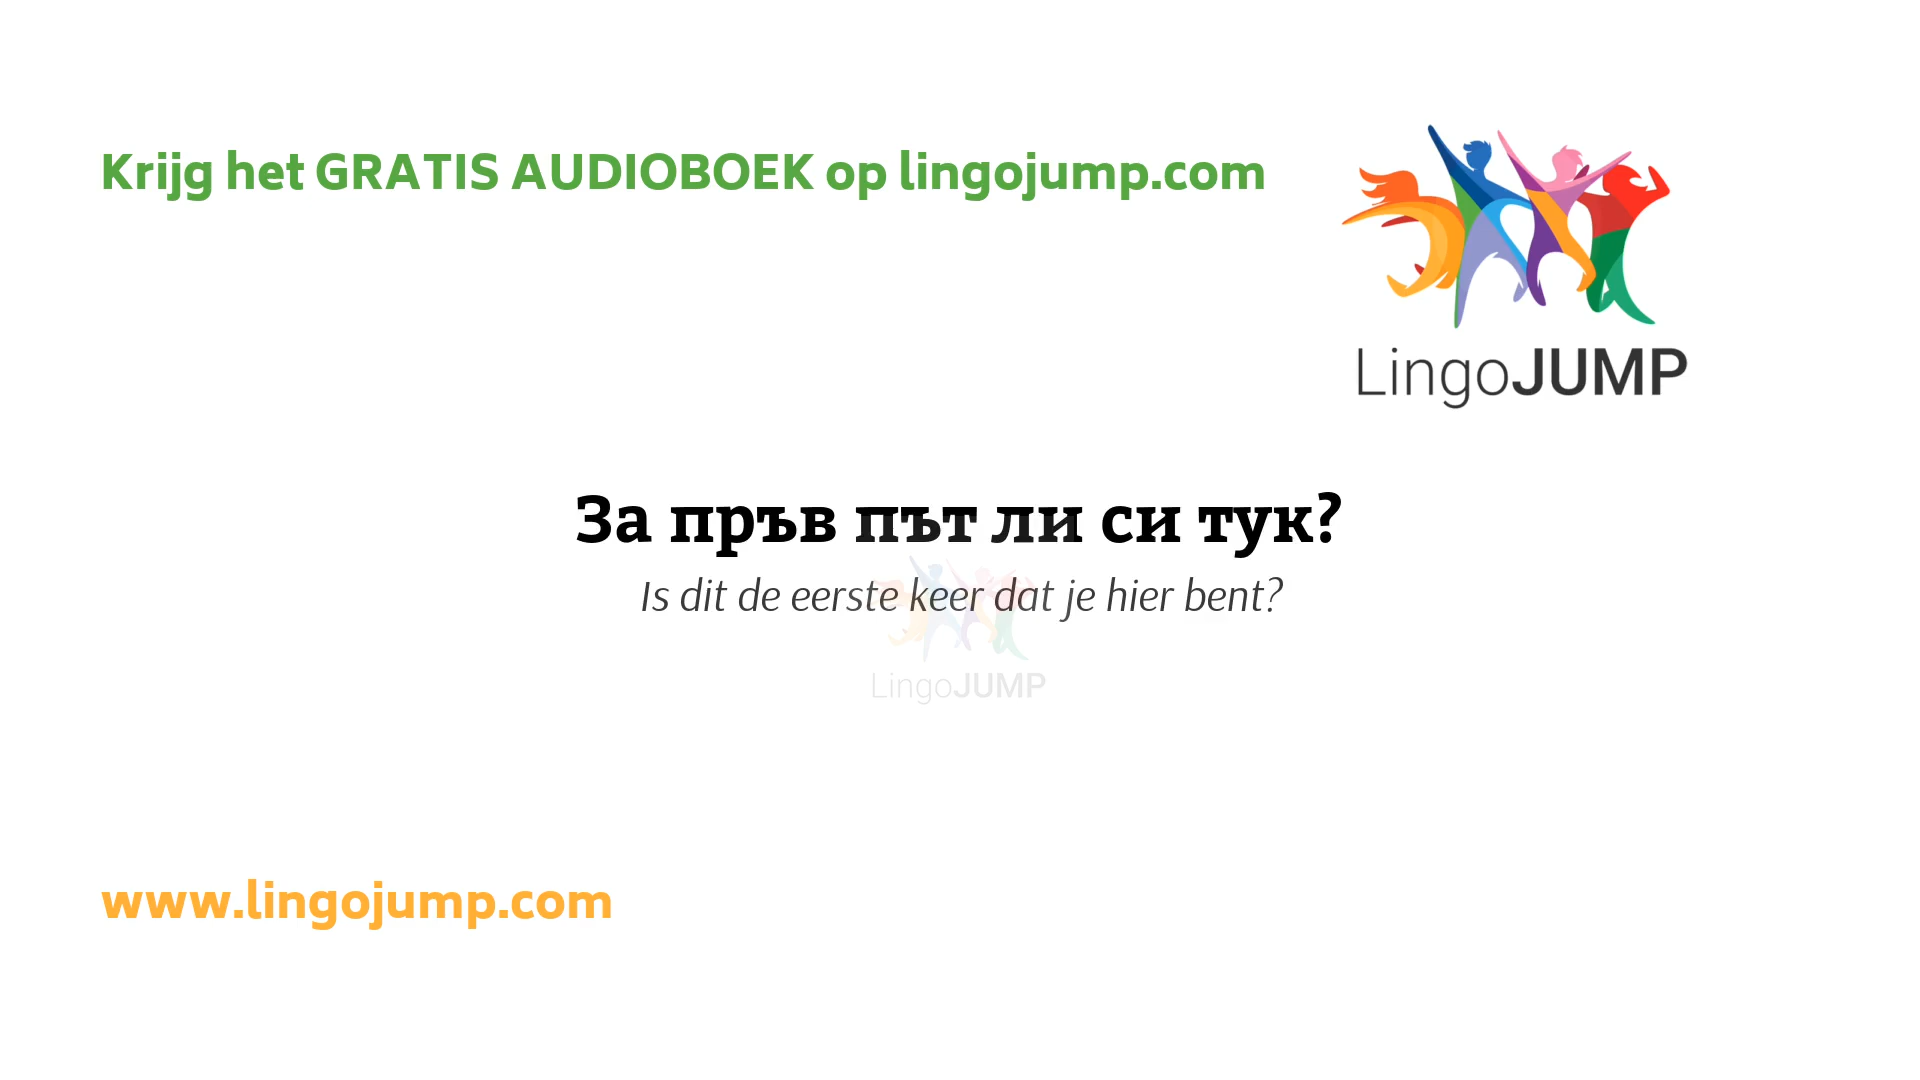 Krijg het GRATIS AUDIOBOEK op lingojump.com
LingoJUMP
За пръв път ли си тук?
Is dit de eerste keer dat je hier bent?
LingoJUMP
www.lingojump.com